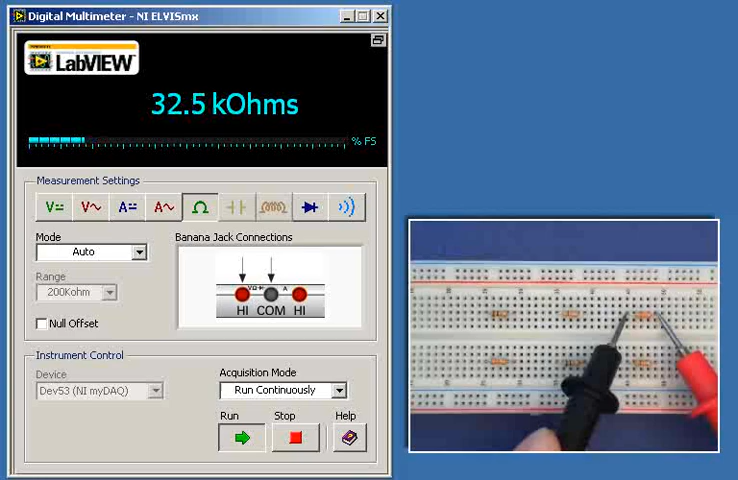 Digital Multimeter - NI ELVISmx
LabVIEW
32.5 kOhms
% FS
Measurement Settings
V V A A Ω
Mode
Auto
Banana Jack Connections
VΩ A
HI COM HI
Range
200Kohm
Null Offset
Instrument Control
Device
Dev53 (NI myDAQ)
Acquisition Mode
Run Continuously
Run Stop Help